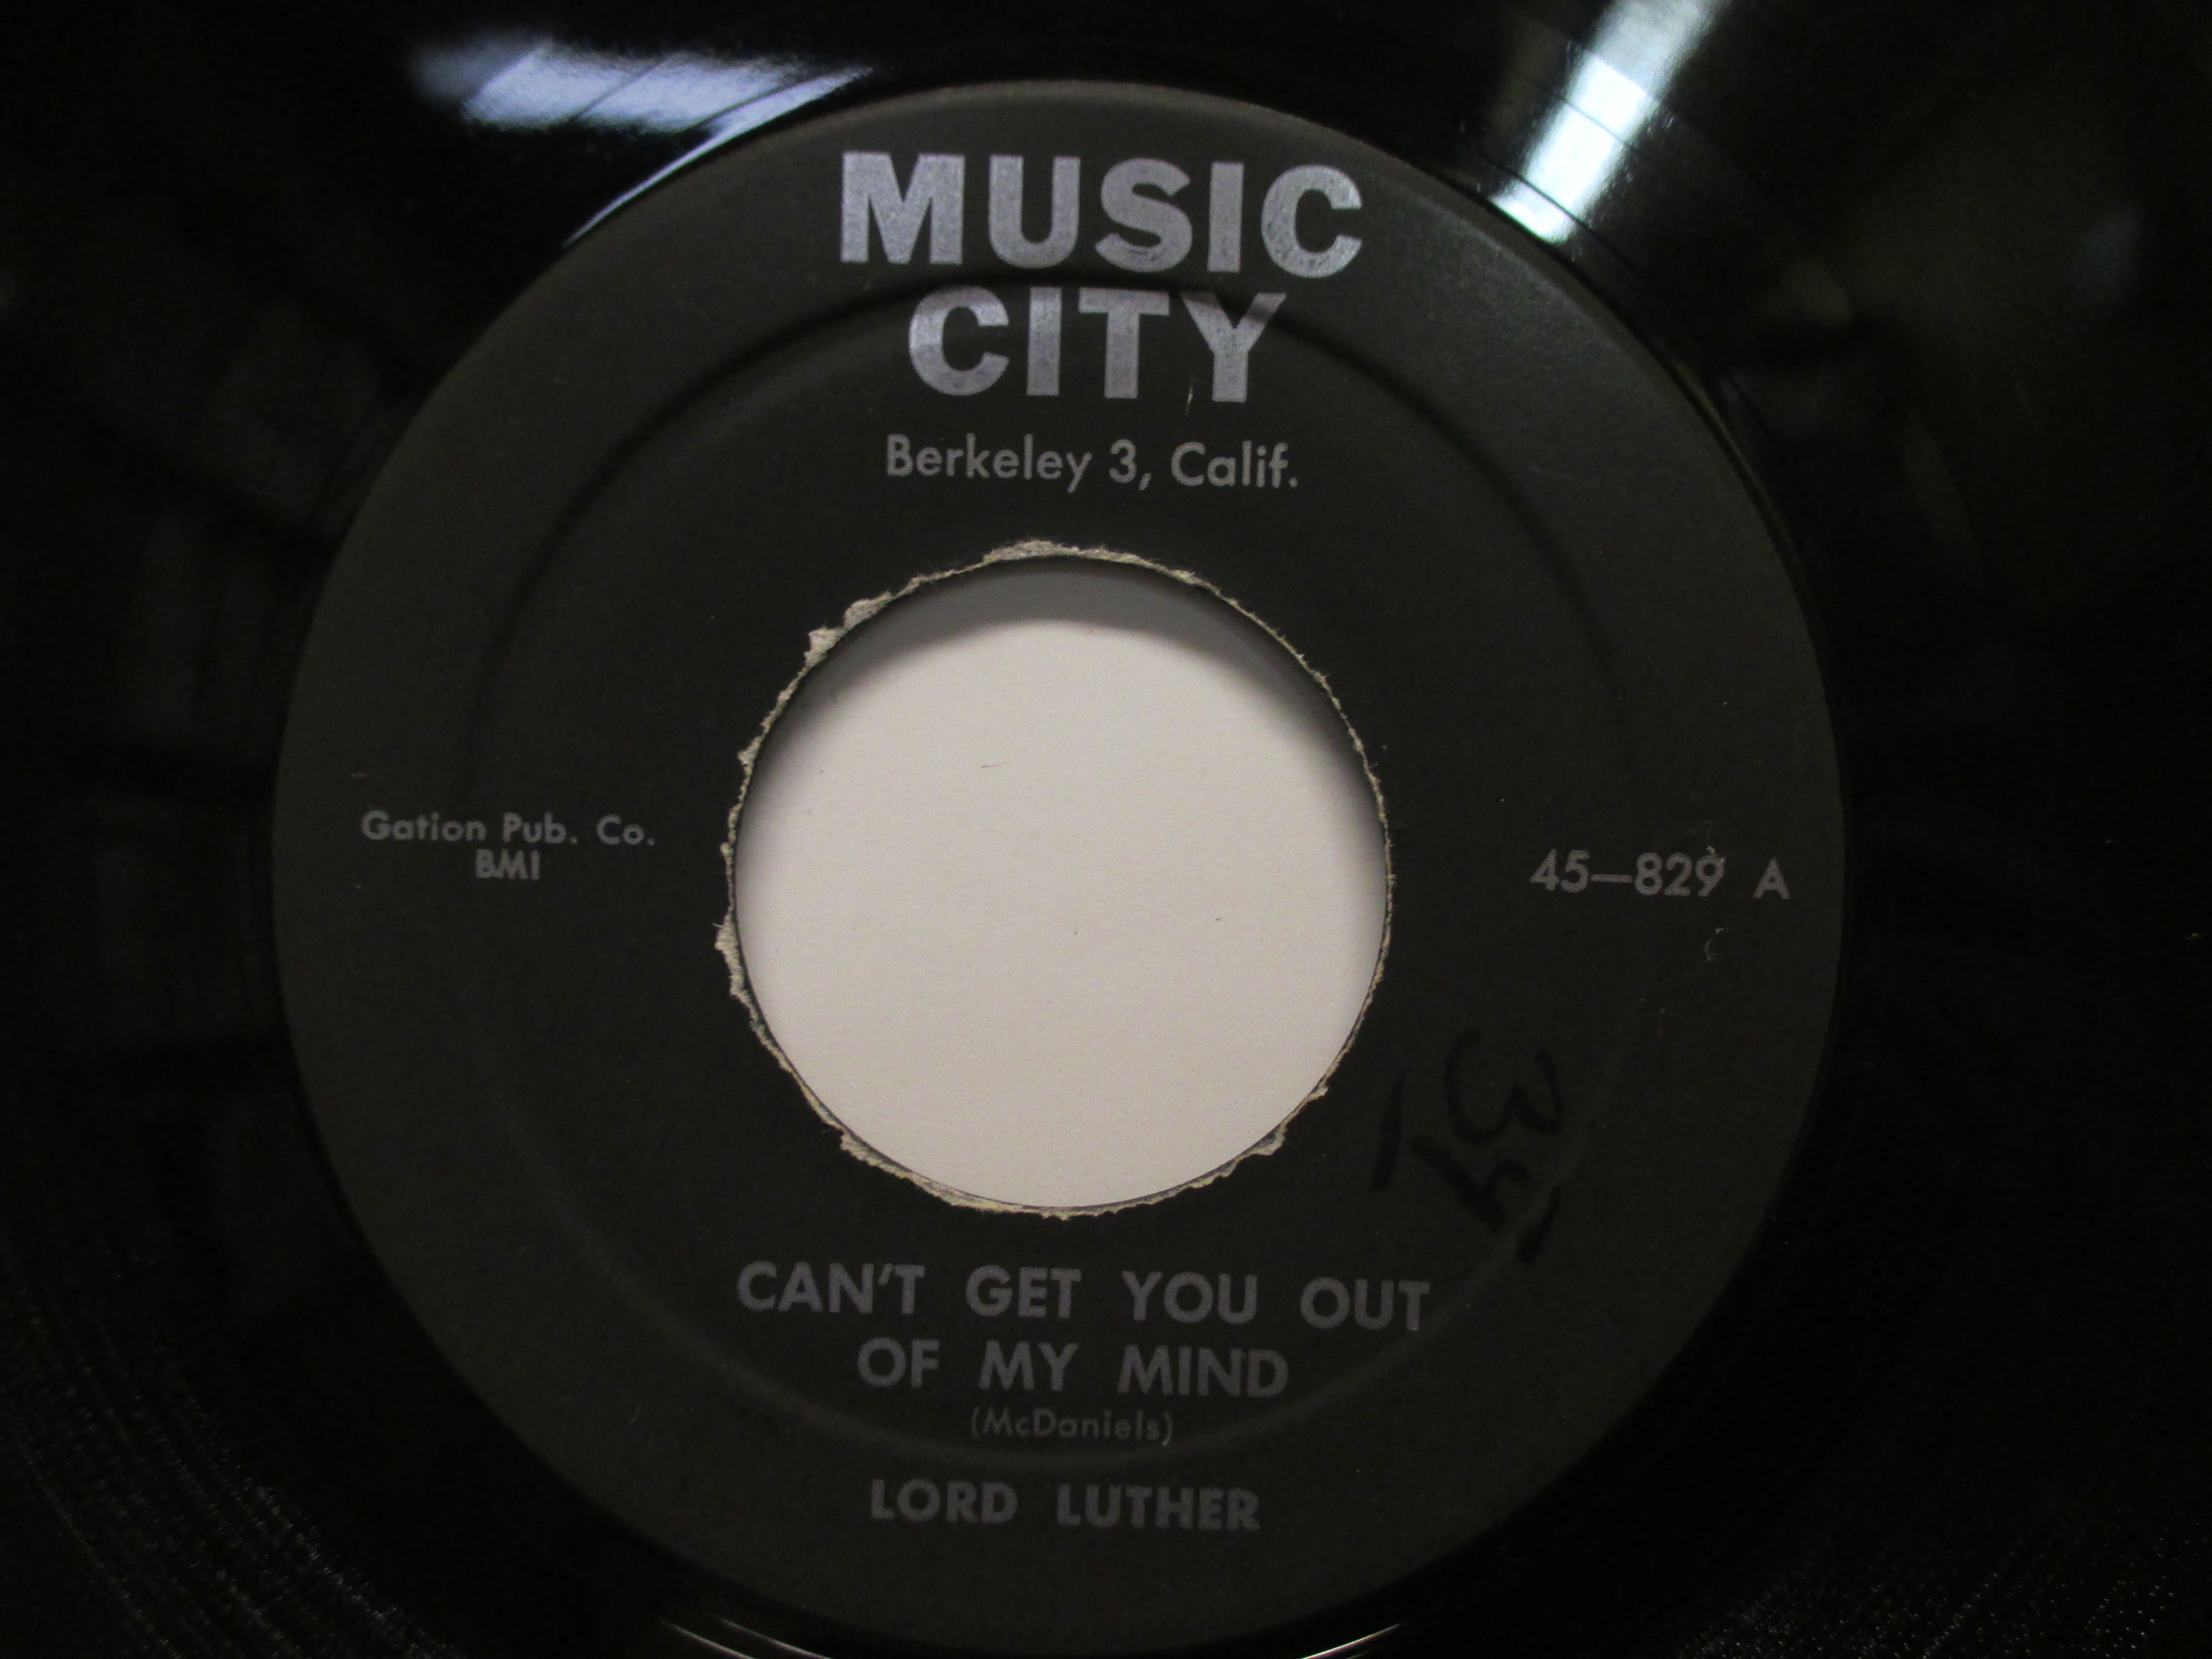 MUSIC
CITY
Berkeley 3, Calif.
Gation Pub. Co.
BMI
45—829 A
34
CAN'T GET YOU OUT
OF MY MIND
(McDaniels)
LORD LUTHER